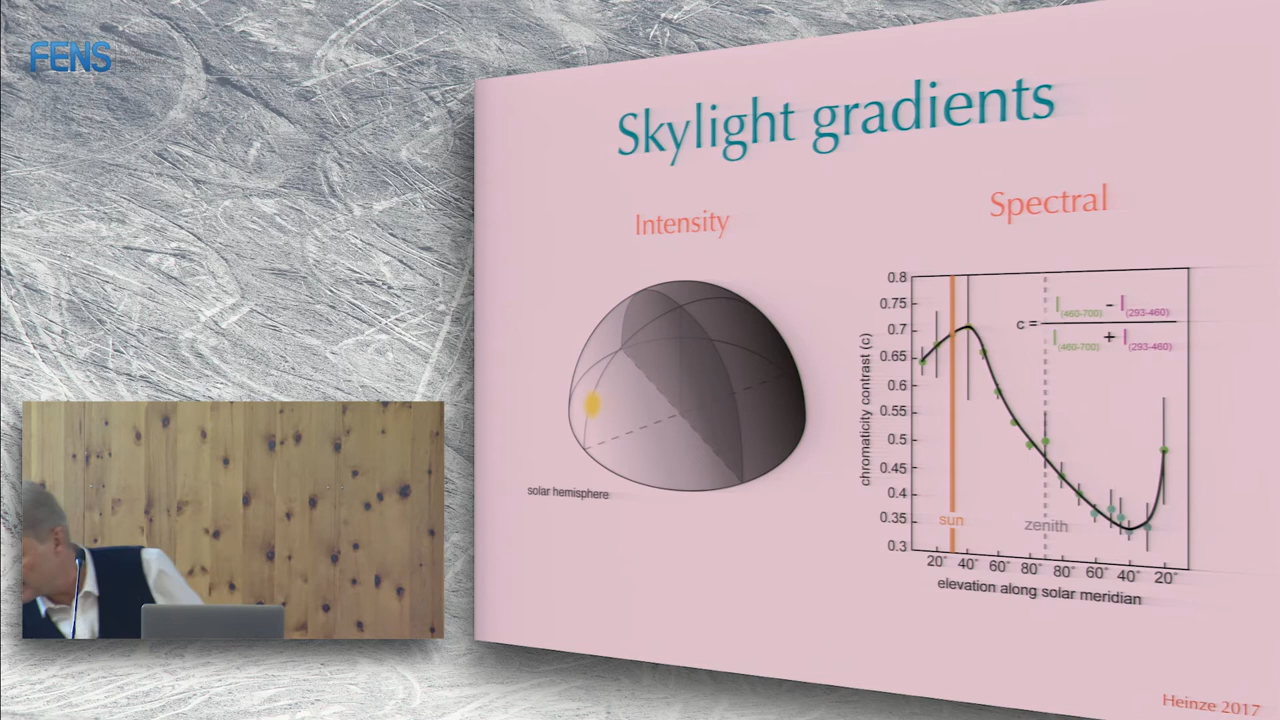 FENS
Skylight gradients
Intensity
Spectral
solar hemisphere
chromaticity contrast (c)
0.8
0.75
0.7
0.65
0.6
0.55
0.5
0.45
0.4
0.35
0.3
c = I(460-700) - I(293-460)
I(460-700) + I(293-460)
sun
zenith
20° 40° 60° 80° 80° 60° 40° 20°
elevation along solar meridian
Heinze 2017